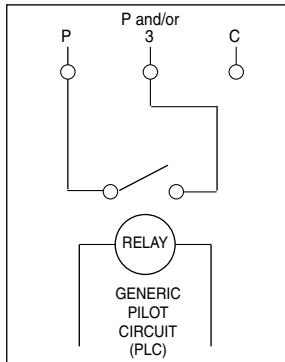 P and/or
P 3 C
RELAY
GENERIC
PILOT
CIRCUIT
(PLC)